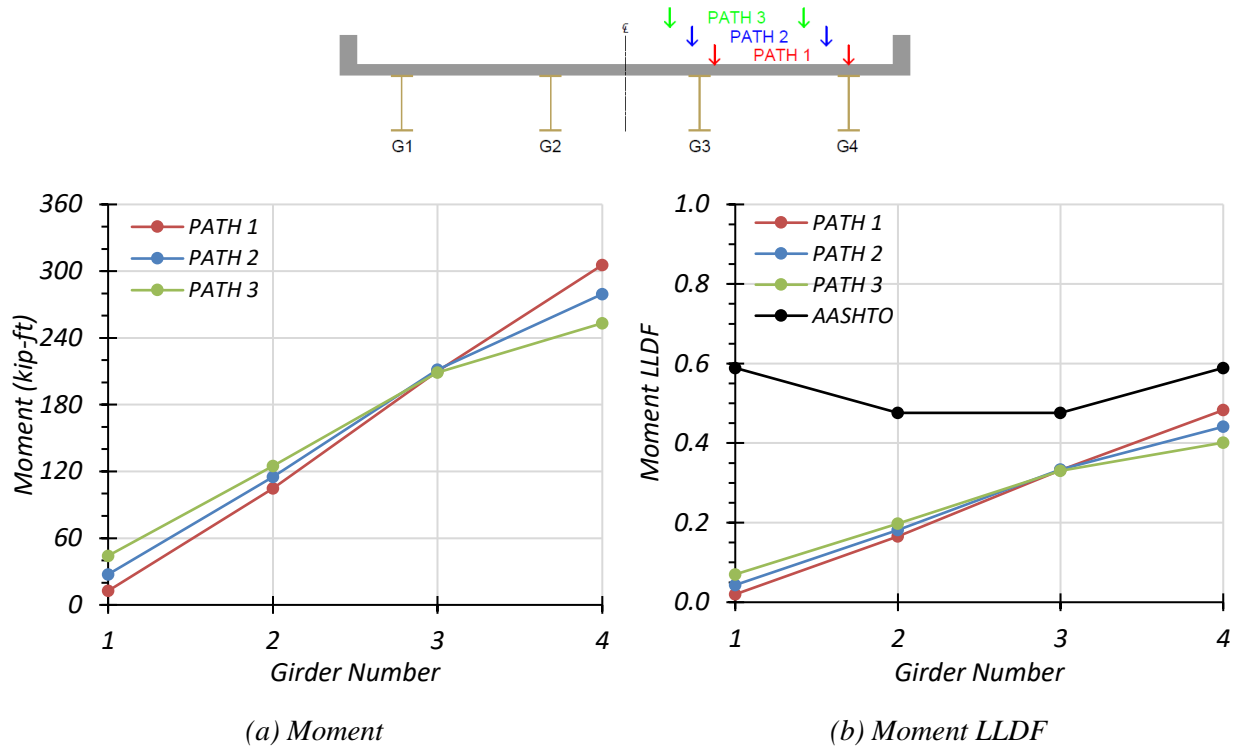 ℄
PATH 3
PATH 2
PATH 1
G1 G2 G3 G4
Moment (kip-ft)
360
300
240
180
120
60
0
PATH 1
PATH 2
PATH 3
1 2 3 4
Girder Number
(a) Moment
Moment LLDF
1.0
0.8
0.6
0.4
0.2
0.0
PATH 1
PATH 2
PATH 3
AASHTO
1 2 3 4
Girder Number
(b) Moment LLDF